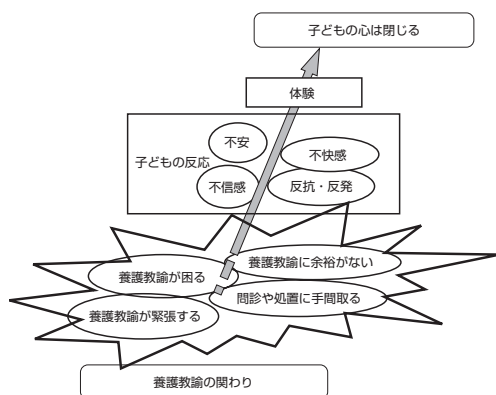 子どもの心は閉じる
体験
不安
子どもの反応
不快感
不信感
反抗・反発
養護教諭に余裕がない
養護教諭が困る
問診や処置に手間取る
養護教諭が緊張する
養護教諭の関わり